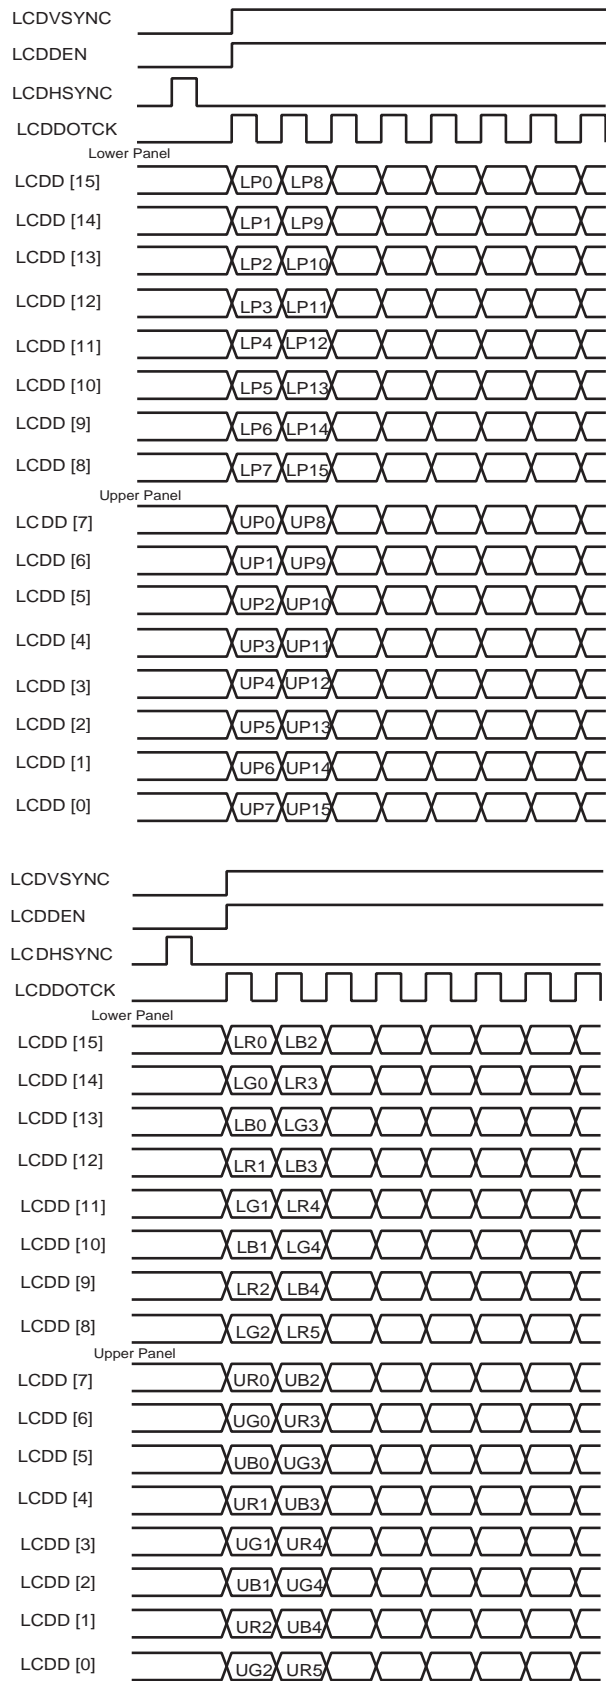 LCDVSYNC
LCDDEN
LCDHSYNC
LCDDOTCK
Lower Panel
LCDD [15] LP0 LP8
LCDD [14] LP1 LP9
LCDD [13] LP2 LP10
LCDD [12] LP3 LP11
LCDD [11] LP4 LP12
LCDD [10] LP5 LP13
LCDD [9] LP6 LP14
LCDD [8] LP7 LP15
Upper Panel
LCDD [7] UP0 UP8
LCDD [6] UP1 UP9
LCDD [5] UP2 UP10
LCDD [4] UP3 UP11
LCDD [3] UP4 UP12
LCDD [2] UP5 UP13
LCDD [1] UP6 UP14
LCDD [0] UP7 UP15
LCDVSYNC
LCDDEN
LCDHSYNC
LCDDOTCK
Lower Panel
LCDD [15] LR0 LB2
LCDD [14] LG0 LR3
LCDD [13] LB0 LG3
LCDD [12] LR1 LB3
LCDD [11] LG1 LR4
LCDD [10] LB1 LG4
LCDD [9] LR2 LB4
LCDD [8] LG2 LR5
Upper Panel
LCDD [7] UR0 UB2
LCDD [6] UG0 UR3
LCDD [5] UB0 UG3
LCDD [4] UR1 UB3
LCDD [3] UG1 UR4
LCDD [2] UB1 UG4
LCDD [1] UR2 UB4
LCDD [0] UG2 UR5